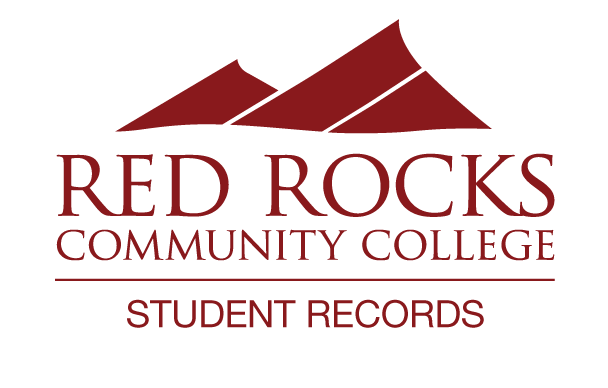 RED ROCKS
COMMUNITY COLLEGE
STUDENT RECORDS